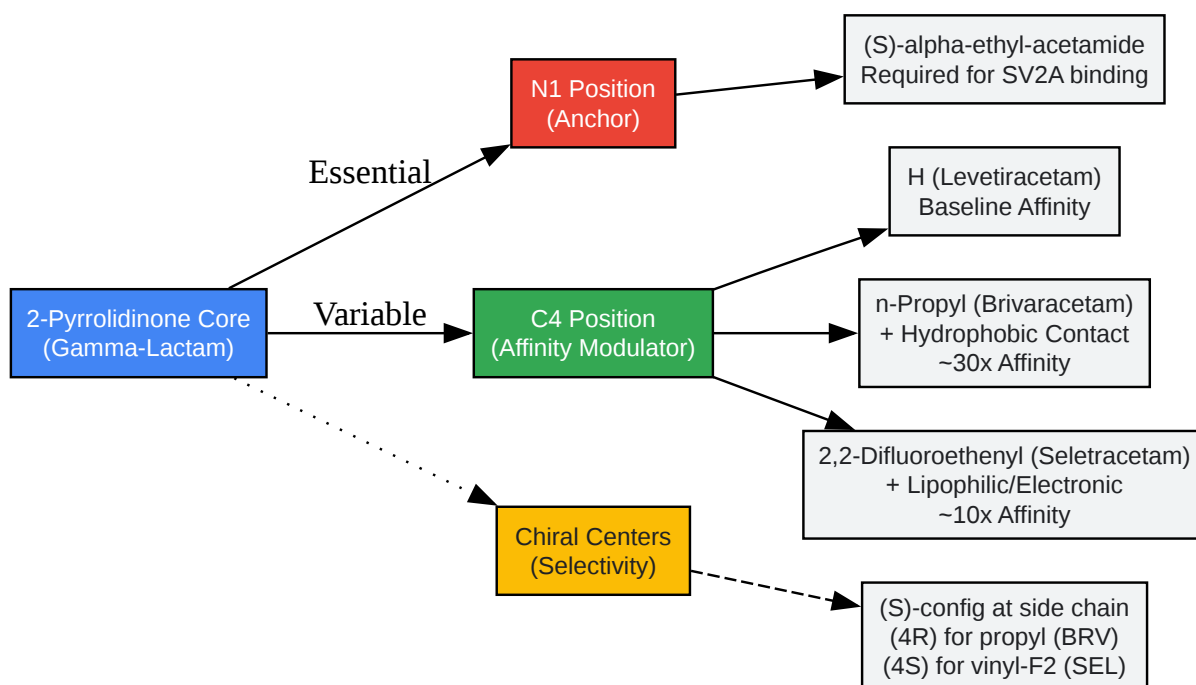 (S)-alpha-ethyl-acetamide
Required for SV2A binding
N1 Position
(Anchor)
Essential
H (Levetiracetam)
Baseline Affinity
2-Pyrrolidinone Core
(Gamma-Lactam)
Variable
C4 Position
(Affinity Modulator)
n-Propyl (Brivaracetam)
+ Hydrophobic Contact
~30x Affinity
2,2-Difluoroethenyl (Seletracetam)
+ Lipophilic/Electronic
~10x Affinity
Chiral Centers
(Selectivity)
(S)-config at side chain
(4R) for propyl (BRV)
(4S) for vinyl-F2 (SEL)